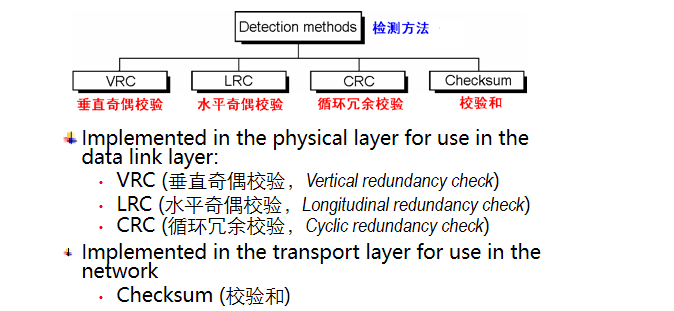 Detection methods 检测方法
VRC LRC CRC Checksum
垂直奇偶校验 水平奇偶校验 循环冗余校验 校验和
Implemented in the physical layer for use in the
data link layer:
• VRC (垂直奇偶校验，Vertical redundancy check)
• LRC (水平奇偶校验，Longitudinal redundancy check)
• CRC (循环冗余校验，Cyclic redundancy check)
Implemented in the transport layer for use in the
network
• Checksum (校验和)